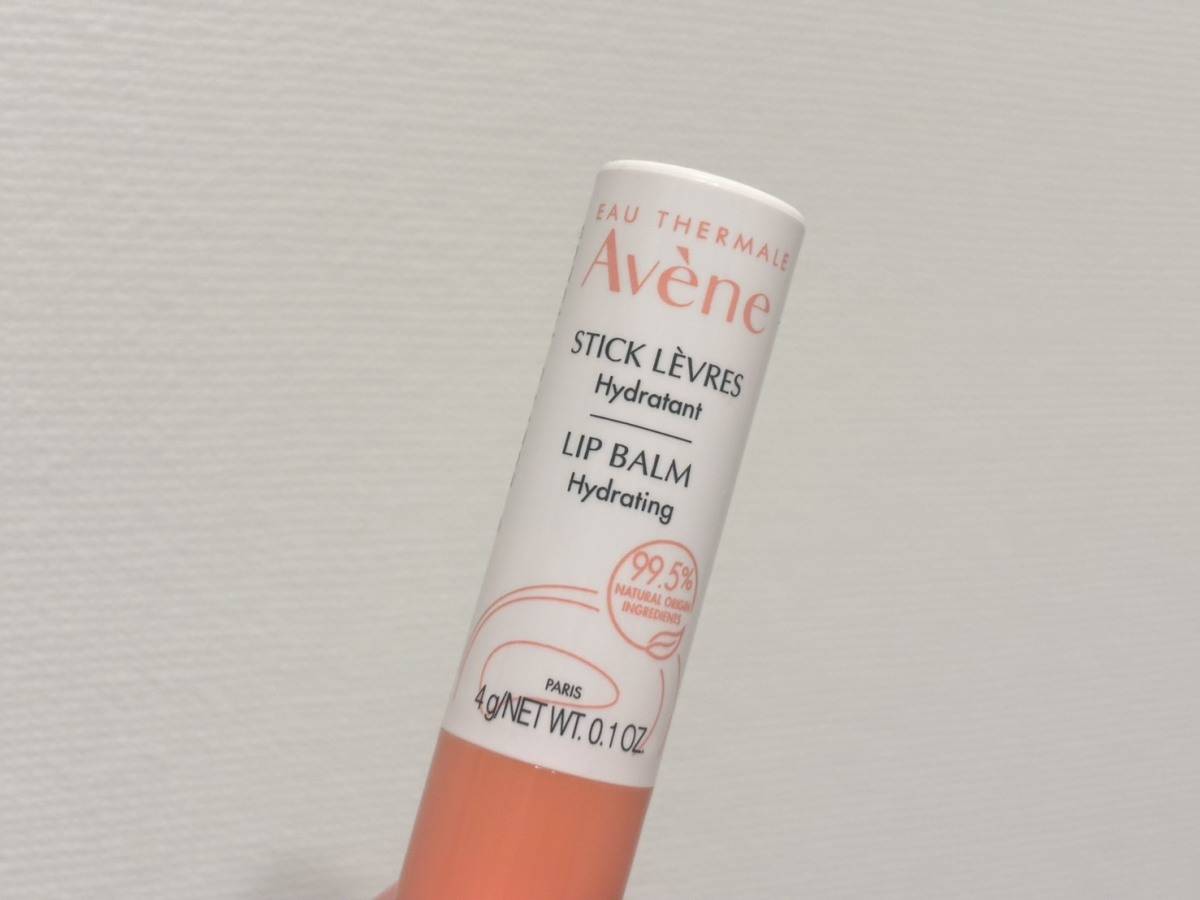 EAU THERMALE
Avène
STICK LÈVRES
Hydratant
LIP BALM
Hydrating
99.5%
NATURAL ORIGIN
INGREDIENTS
PARIS
4 g/NET WT. 0.1 OZ.